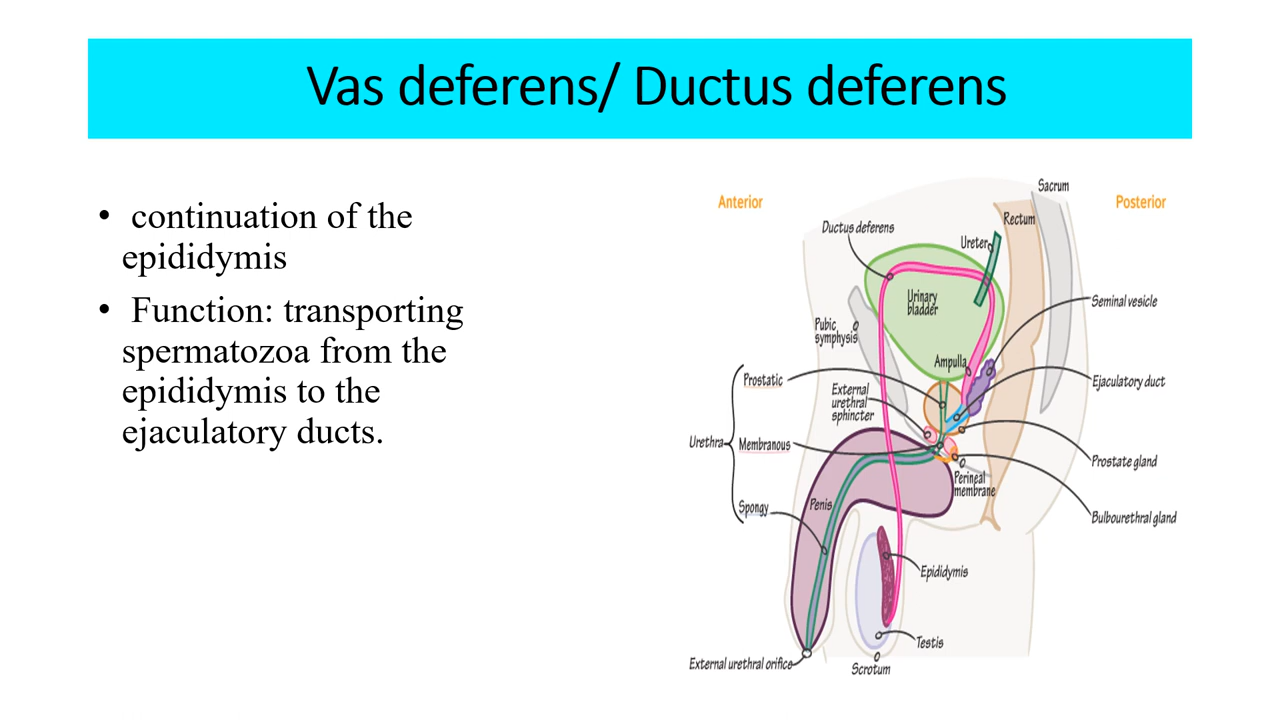 Vas deferens/ Ductus deferens
• continuation of the
epididymis
• Function: transporting
spermatozoa from the
epididymis to the
ejaculatory ducts.
Anterior
Sacrum
Posterior
Rectum
Ductus deferens
Ureter
Urinary
bladder
Seminal vesicle
Pubic
symphysis
Ampulla
Prostatic
External
urethral
sphincter
Ejaculatory duct
Urethra
Membranous
Prostate gland
Perineal
membrane
Spongy
Penis
Bulbourethral gland
Epididymis
Testis
External urethral orifice
Scrotum